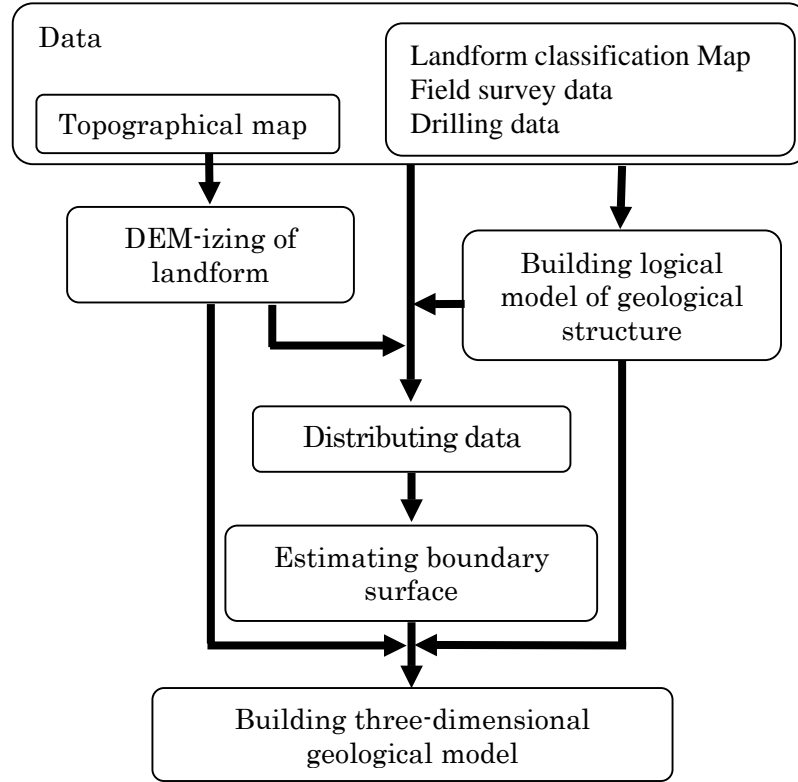 Data
Landform classification Map
Field survey data
Drilling data
Topographical map
DEM-izing of
landform
Building logical
model of geological
structure
Distributing data
Estimating boundary
surface
Building three-dimensional
geological model